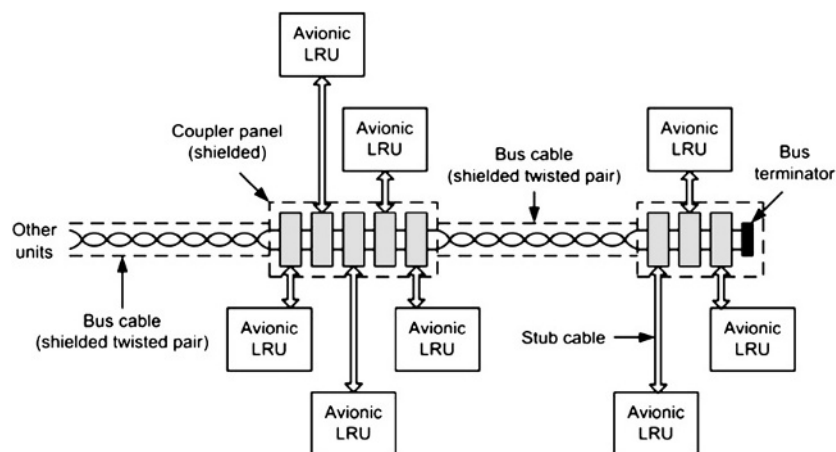 Avionic
LRU
Coupler panel
(shielded)
Avionic
LRU
Bus cable
(shielded twisted pair)
Avionic
LRU
Bus
terminator
Other
units
Bus cable
(shielded twisted pair)
Avionic
LRU
Avionic
LRU
Avionic
LRU
Stub cable
Avionic
LRU
Avionic
LRU